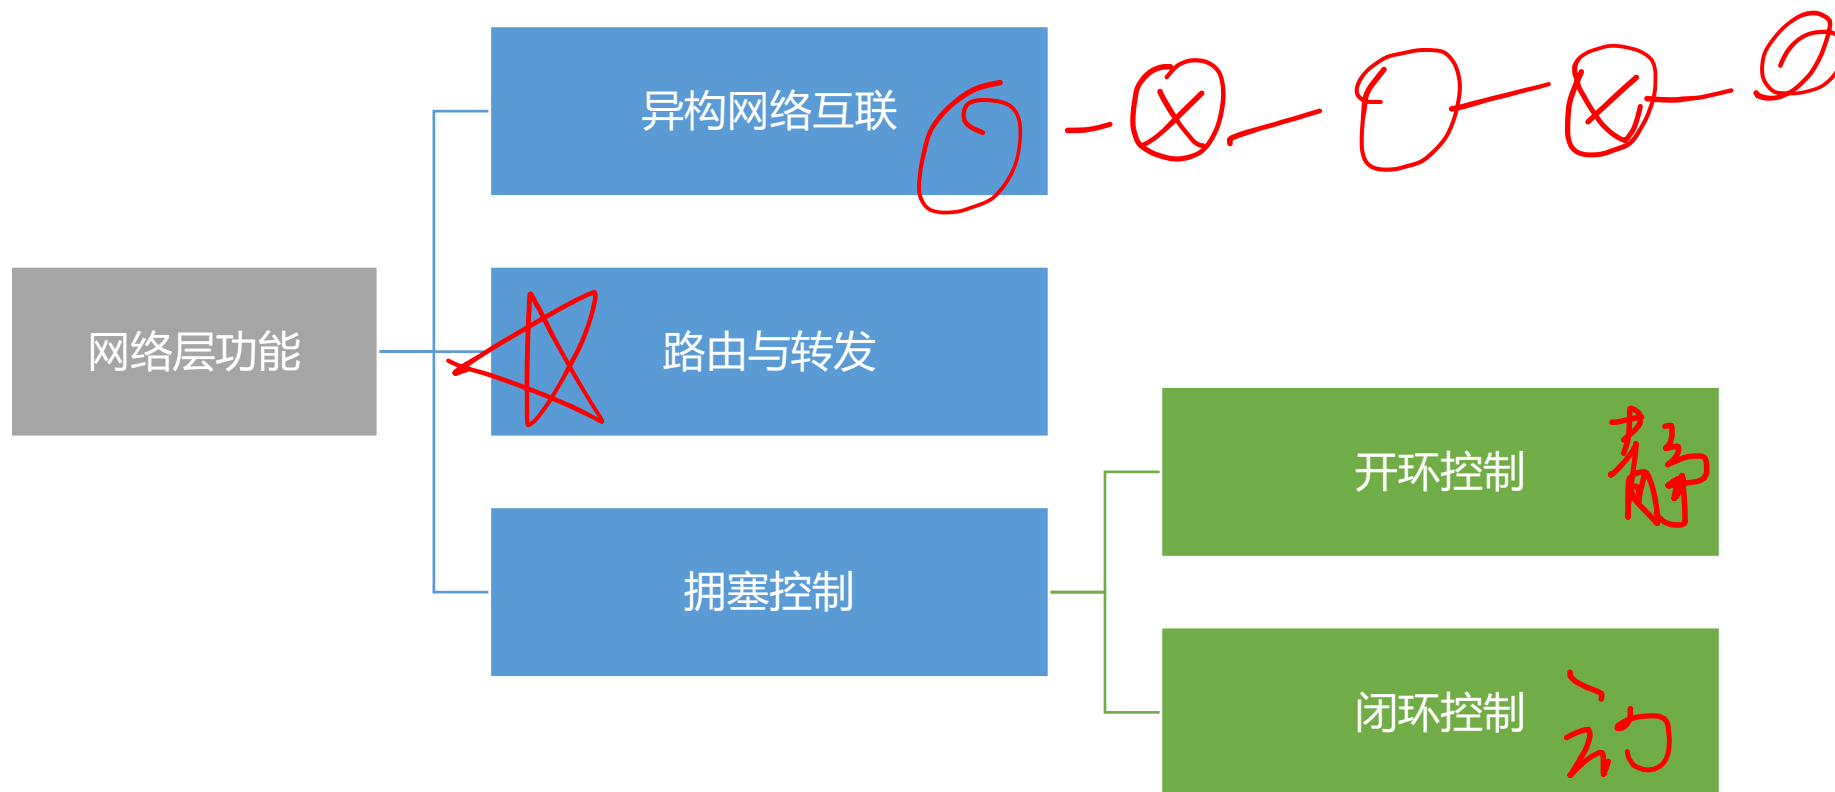 异构网络互联
网络层功能
路由与转发
拥塞控制
开环控制 静
闭环控制 动